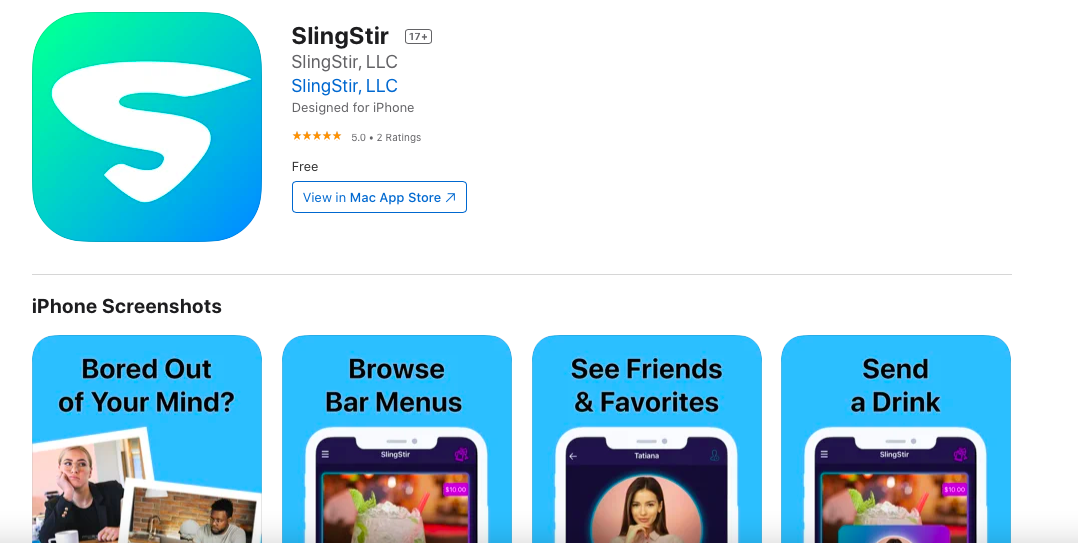 SlingStir 17+
SlingStir, LLC
SlingStir, LLC
Designed for iPhone
5.0 • 2 Ratings
Free
View in Mac App Store
iPhone Screenshots
Bored Out
of Your Mind?
Browse
Bar Menus
SlingStir
$10.00
See Friends
& Favorites
Tatiana
Send
a Drink
SlingStir
$10.00